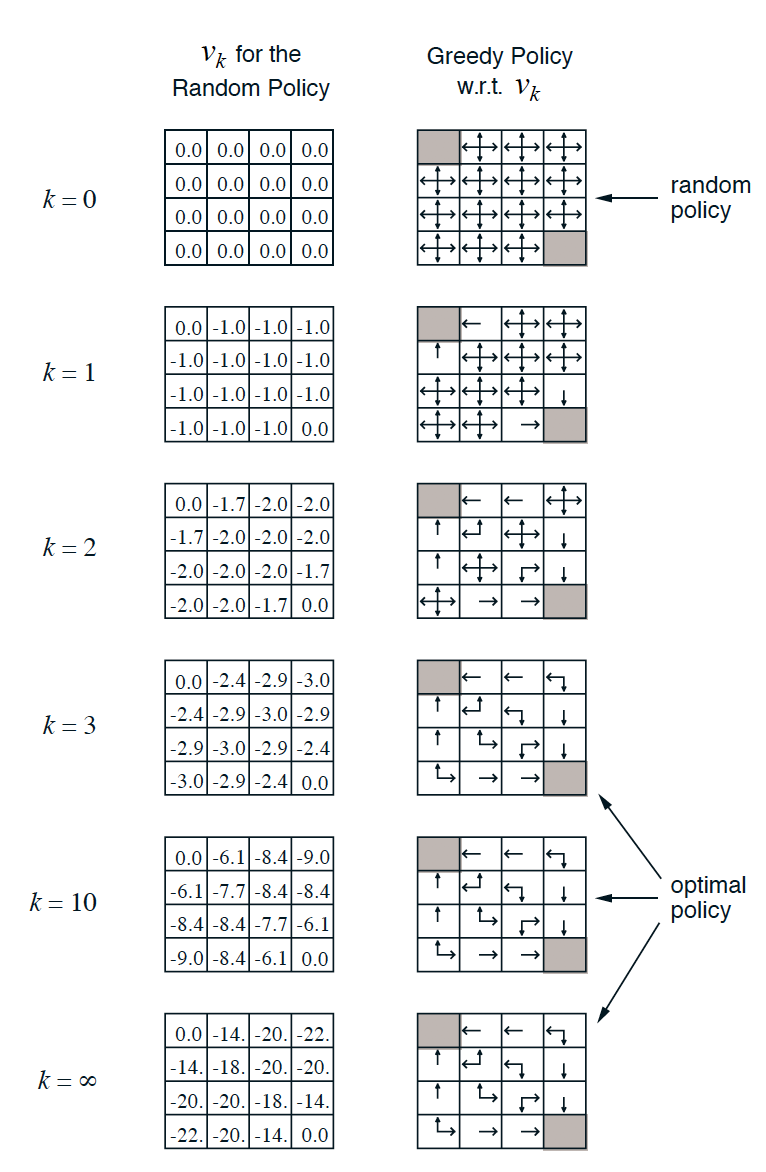 v_k for the
Random Policy
Greedy Policy
w.r.t. v_k
k = 0
0.0 0.0 0.0 0.0
0.0 0.0 0.0 0.0
0.0 0.0 0.0 0.0
0.0 0.0 0.0 0.0
random
policy
k = 1
0.0 -1.0 -1.0 -1.0
-1.0 -1.0 -1.0 -1.0
-1.0 -1.0 -1.0 -1.0
-1.0 -1.0 -1.0 0.0
k = 2
0.0 -1.7 -2.0 -2.0
-1.7 -2.0 -2.0 -2.0
-2.0 -2.0 -2.0 -1.7
-2.0 -2.0 -1.7 0.0
k = 3
0.0 -2.4 -2.9 -3.0
-2.4 -2.9 -3.0 -2.9
-2.9 -3.0 -2.9 -2.4
-3.0 -2.9 -2.4 0.0
k = 10
0.0 -6.1 -8.4 -9.0
-6.1 -7.7 -8.4 -8.4
-8.4 -8.4 -7.7 -6.1
-9.0 -8.4 -6.1 0.0
optimal
policy
k = ∞
0.0 -14. -20. -22.
-14. -18. -20. -20.
-20. -20. -18. -14.
-22. -20. -14. 0.0